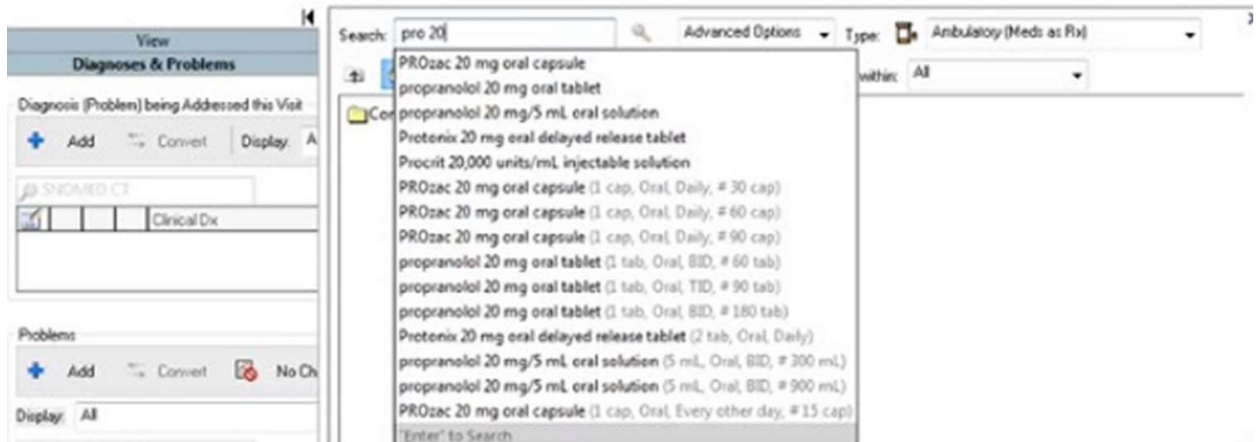 View
Diagnoses & Problems
Diagnosis (Problem) being Addressed this Visit
Add Convert Display: A
SNOMED CT
Clinical Dx
Problems
Add Convert No Ch
Display: All
Search: pro 20 Advanced Options Type: Ambulatory (Meds as Rx)
within: All
Cor
PROzac 20 mg oral capsule
propranolol 20 mg oral tablet
propranolol 20 mg/5 mL oral solution
Protonix 20 mg oral delayed release tablet
Procrit 20,000 units/mL injectable solution
PROzac 20 mg oral capsule (1 cap, Oral, Daily, # 30 cap)
PROzac 20 mg oral capsule (1 cap, Oral, Daily, # 60 cap)
PROzac 20 mg oral capsule (1 cap, Oral, Daily, # 90 cap)
propranolol 20 mg oral tablet (1 tab, Oral, BID, # 60 tab)
propranolol 20 mg oral tablet (1 tab, Oral, TID, # 90 tab)
propranolol 20 mg oral tablet (1 tab, Oral, BID, # 180 tab)
Protonix 20 mg oral delayed release tablet (2 tab, Oral, Daily)
propranolol 20 mg/5 mL oral solution (5 mL, Oral, BID, # 300 mL)
propranolol 20 mg/5 mL oral solution (5 mL, Oral, BID, # 900 mL)
PROzac 20 mg oral capsule (1 cap, Oral, Every other day, # 15 cap)
"Enter" to Search